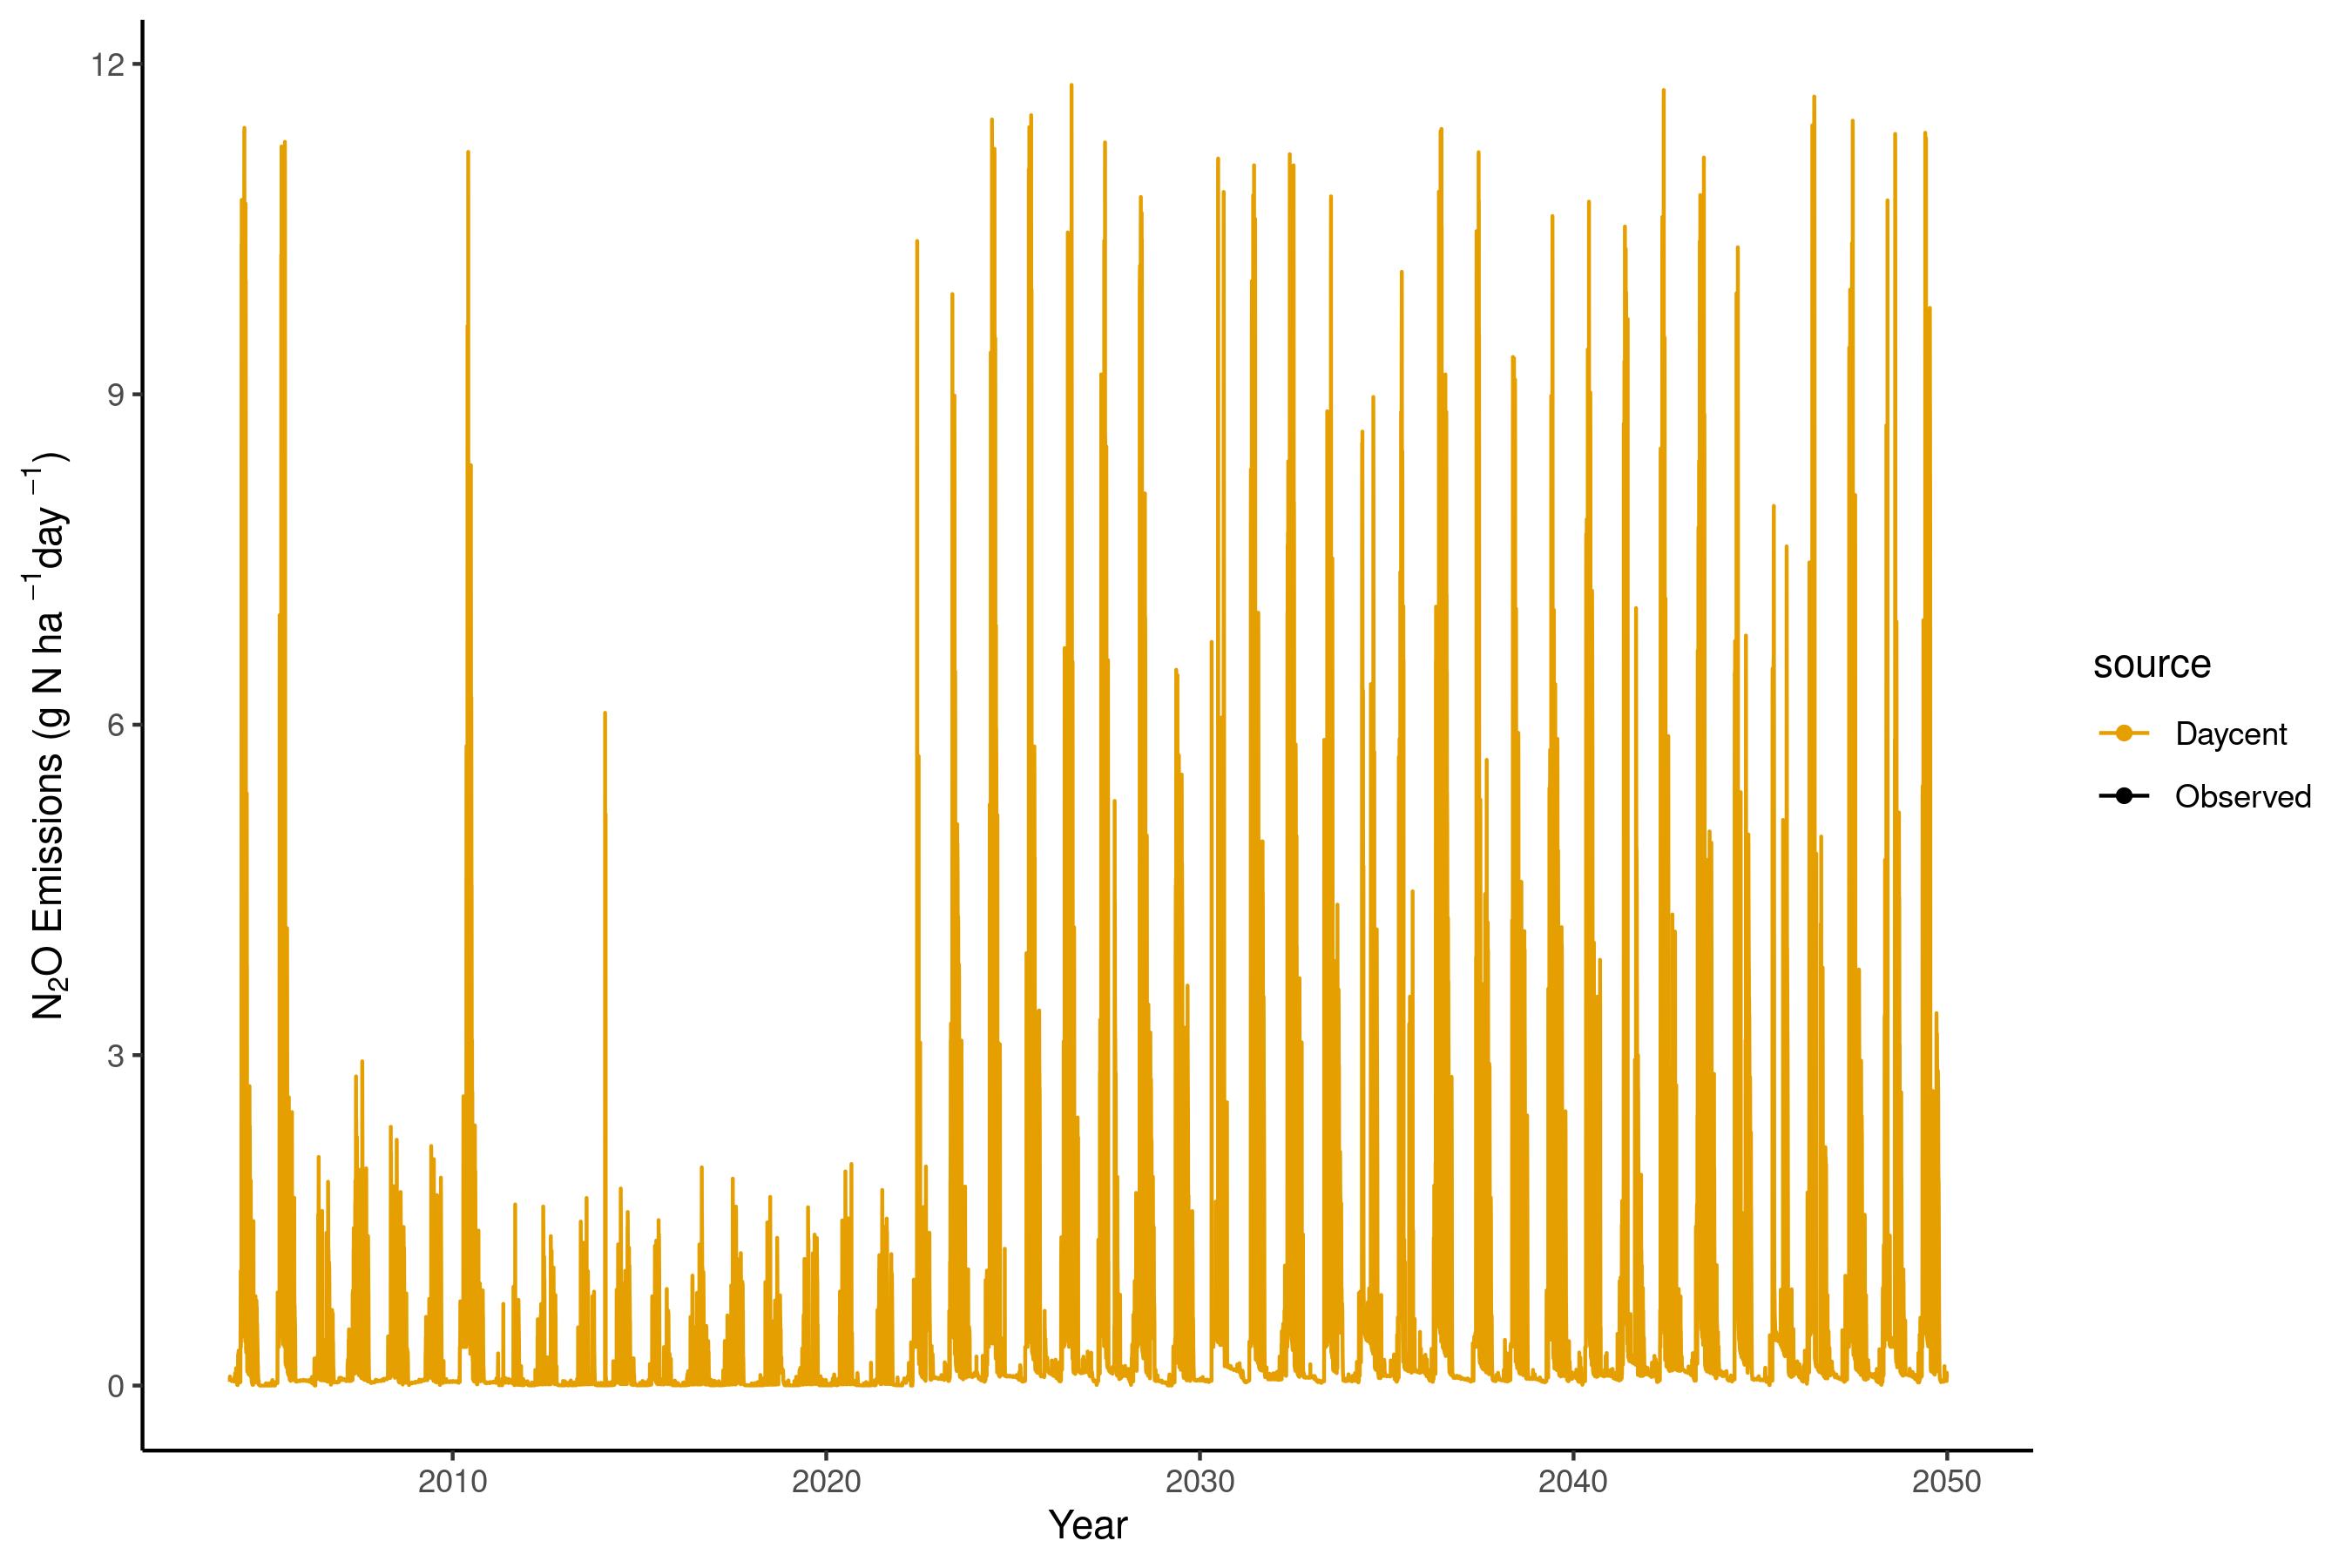 12
9
6
3
0
N₂O Emissions (g N ha ⁻¹day ⁻¹)
2010 2020 2030 2040 2050
Year
source
Daycent
Observed